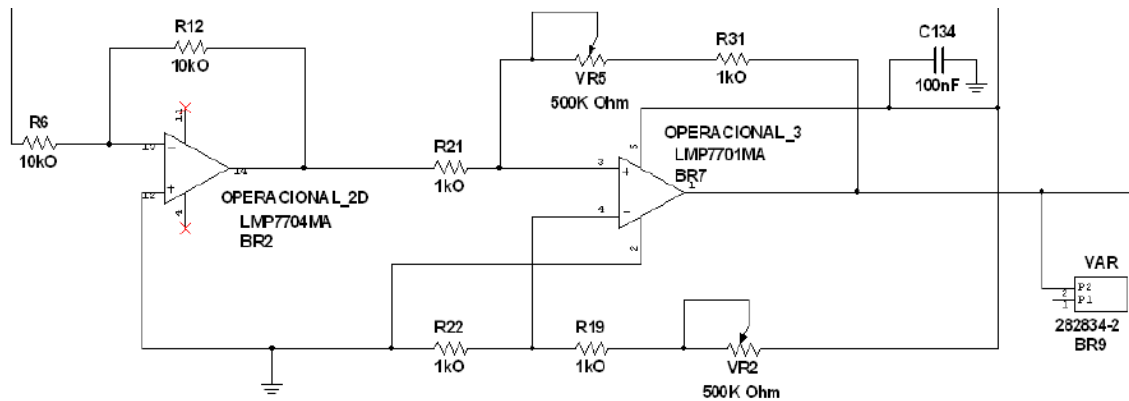 R12
10kO
R6
10kO
11
13
12
14
4
OPERACIONAL_2D
LMP7704MA
BR2
R21
1kO
VR5
500K Ohm
R31
1kO
C134
100nF
OPERACIONAL_3
LMP7701MA
BR7
5
3
4
1
2
R22
1kO
R19
1kO
VR2
500K Ohm
VAR
P2
2
P1
1
282834-2
BR9